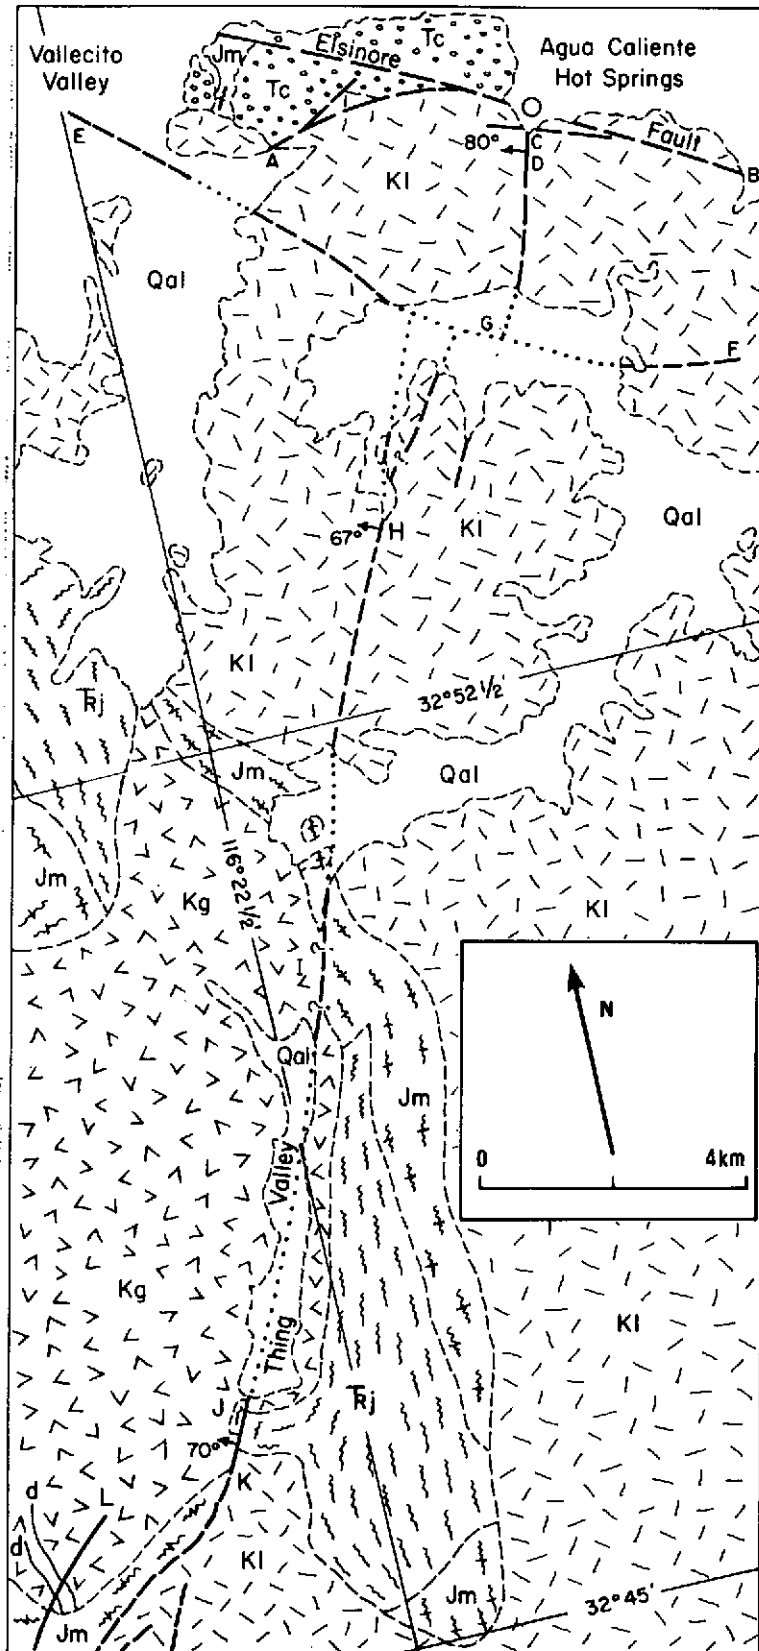 Vallecito
Valley
Jm
Elsinore
Tc
Agua Caliente
Hot Springs
Tc
E
A
80°
C
D
Fault
B
Kl
Qal
G
F
67°
H
Kl
Qal
Kl
32°52½'
TRj
Jm
Qal
116°22½'
Jm
Kg
Kl
I
N
Qal
Jm
0
4km
Valley
Kg
Thing
Kl
J
TRj
70°
K
d
L
d
Kl
Jm
Jm
32°45'